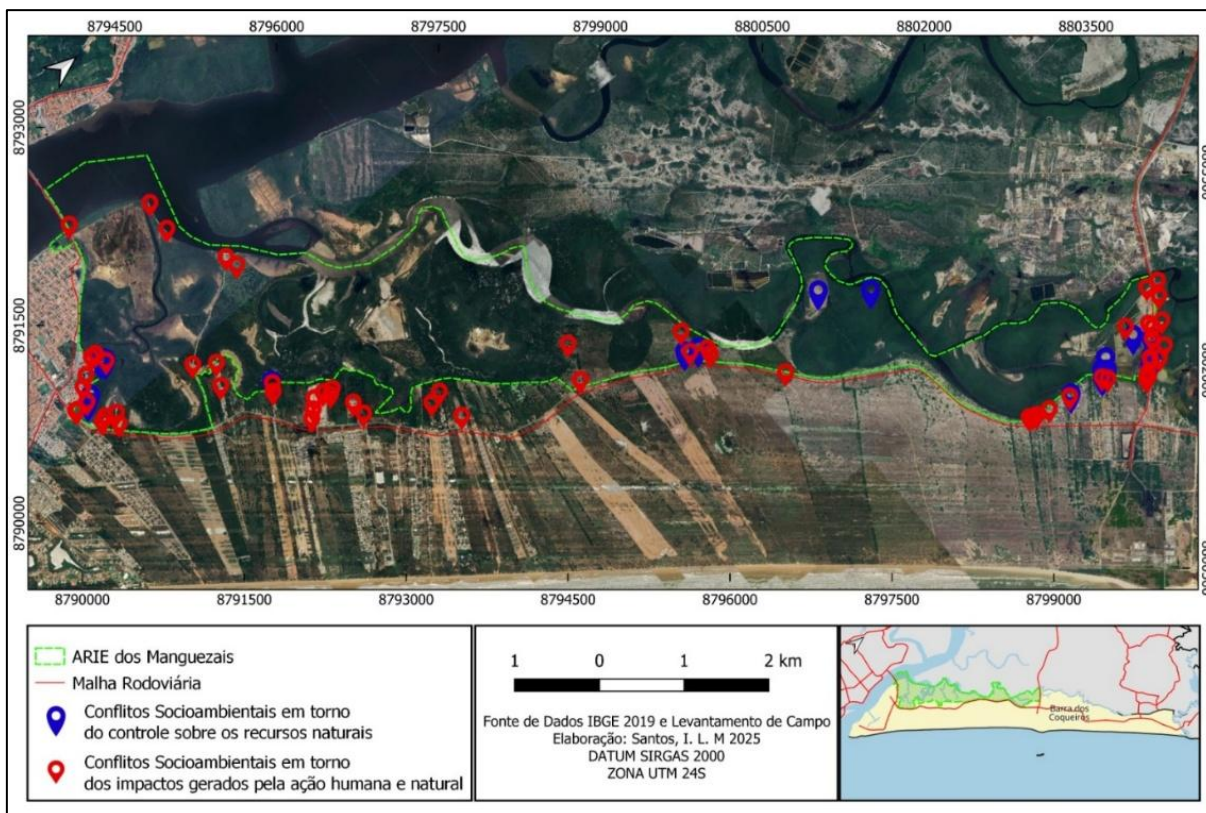 8794500 8796000 8797500 8799000 8800500 8802000 8803500
8793000
8791500
8790000
8790000 8791500 8793000 8794500 8796000 8797500 8799000
ARIE dos Manguezais
Malha Rodoviária
Conflitos Socioambientais em torno
do controle sobre os recursos naturais
Conflitos Socioambientais em torno
dos impactos gerados pela ação humana e natural
1 0 1 2 km
Fonte de Dados IBGE 2019 e Levantamento de Campo
Elaboração: Santos, I. L. M 2025
DATUM SIRGAS 2000
ZONA UTM 24S
Barra dos
Coqueiros